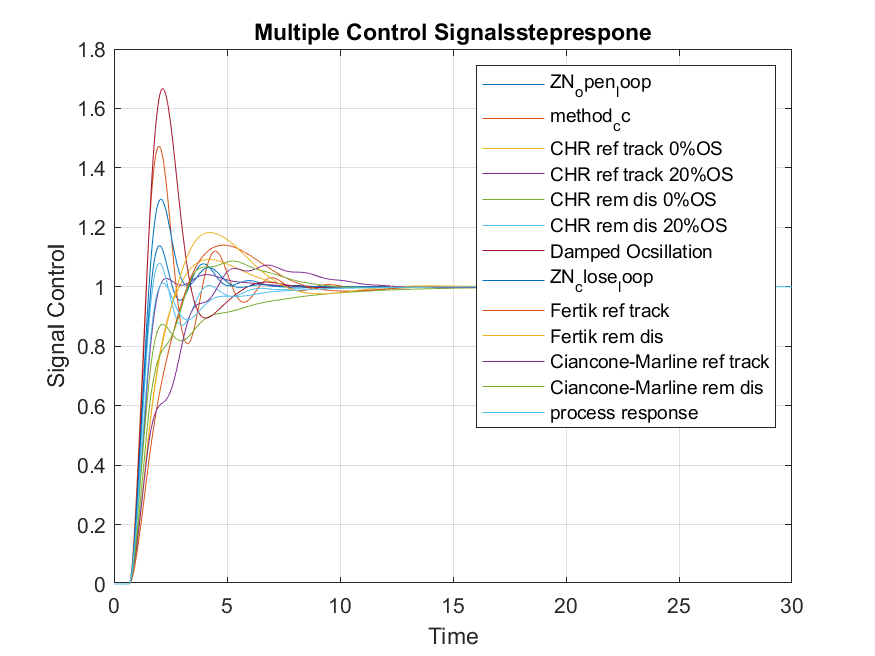 Multiple Control Signalssteprespone
1.8
1.6
1.4
1.2
1
0.8
0.6
0.4
0.2
0
Signal Control
ZN_open_loop
method_cc
CHR ref track 0%OS
CHR ref track 20%OS
CHR rem dis 0%OS
CHR rem dis 20%OS
Damped Ocsillation
ZN_close_loop
Fertik ref track
Fertik rem dis
Ciancone-Marline ref track
Ciancone-Marline rem dis
process response
0 5 10 15 20 25 30
Time